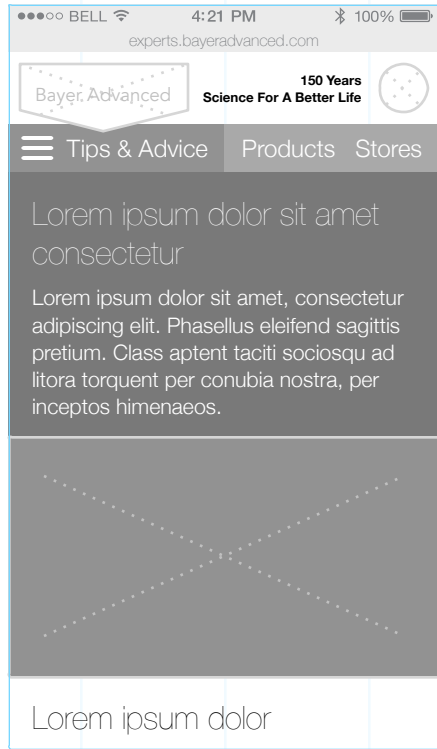 BELL 4:21 PM 100%
experts.bayeradvanced.com
Bayer Advanced
150 Years
Science For A Better Life
Tips & Advice Products Stores
Lorem ipsum dolor sit amet
consectetur
Lorem ipsum dolor sit amet, consectetur
adipiscing elit. Phasellus eleifend sagittis
pretium. Class aptent taciti sociosqu ad
litora torquent per conubia nostra, per
inceptos himenaeos.
Lorem ipsum dolor